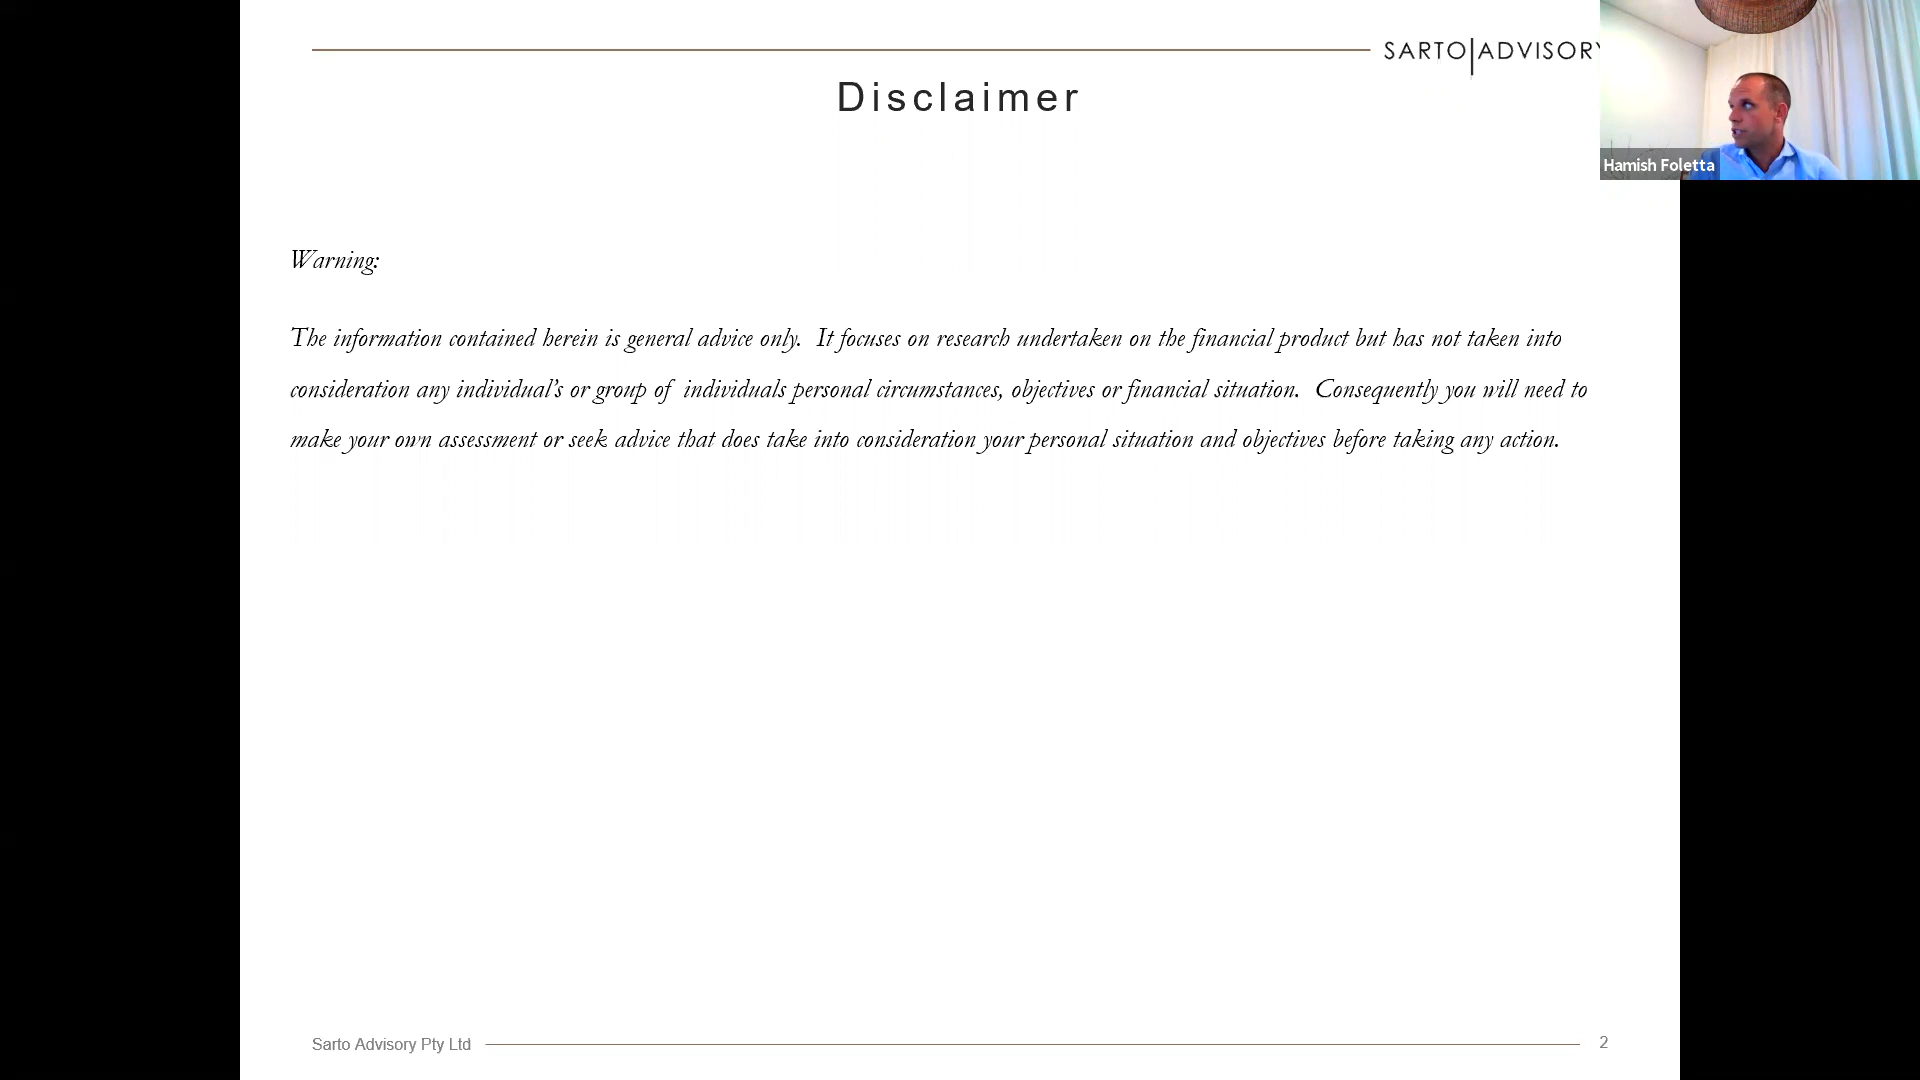 SARTO|ADVISORY
Disclaimer
Hamish Foletta
Warning:
The information contained herein is general advice only.  It focuses on research undertaken on the financial product but has not taken into
consideration any individual’s or group of  individuals personal circumstances, objectives or financial situation.  Consequently you will need to
make your own assessment or seek advice that does take into consideration your personal situation and objectives before taking any action.
Sarto Advisory Pty Ltd
2